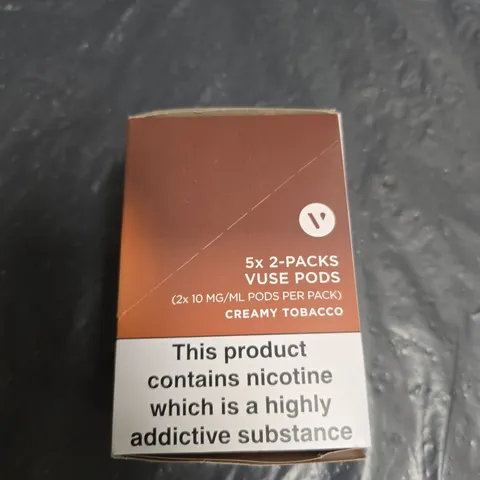 V
5x 2-PACKS
VUSE PODS
(2x 10 MG/ML PODS PER PACK)
CREAMY TOBACCO
This product
contains nicotine
which is a highly
addictive substance